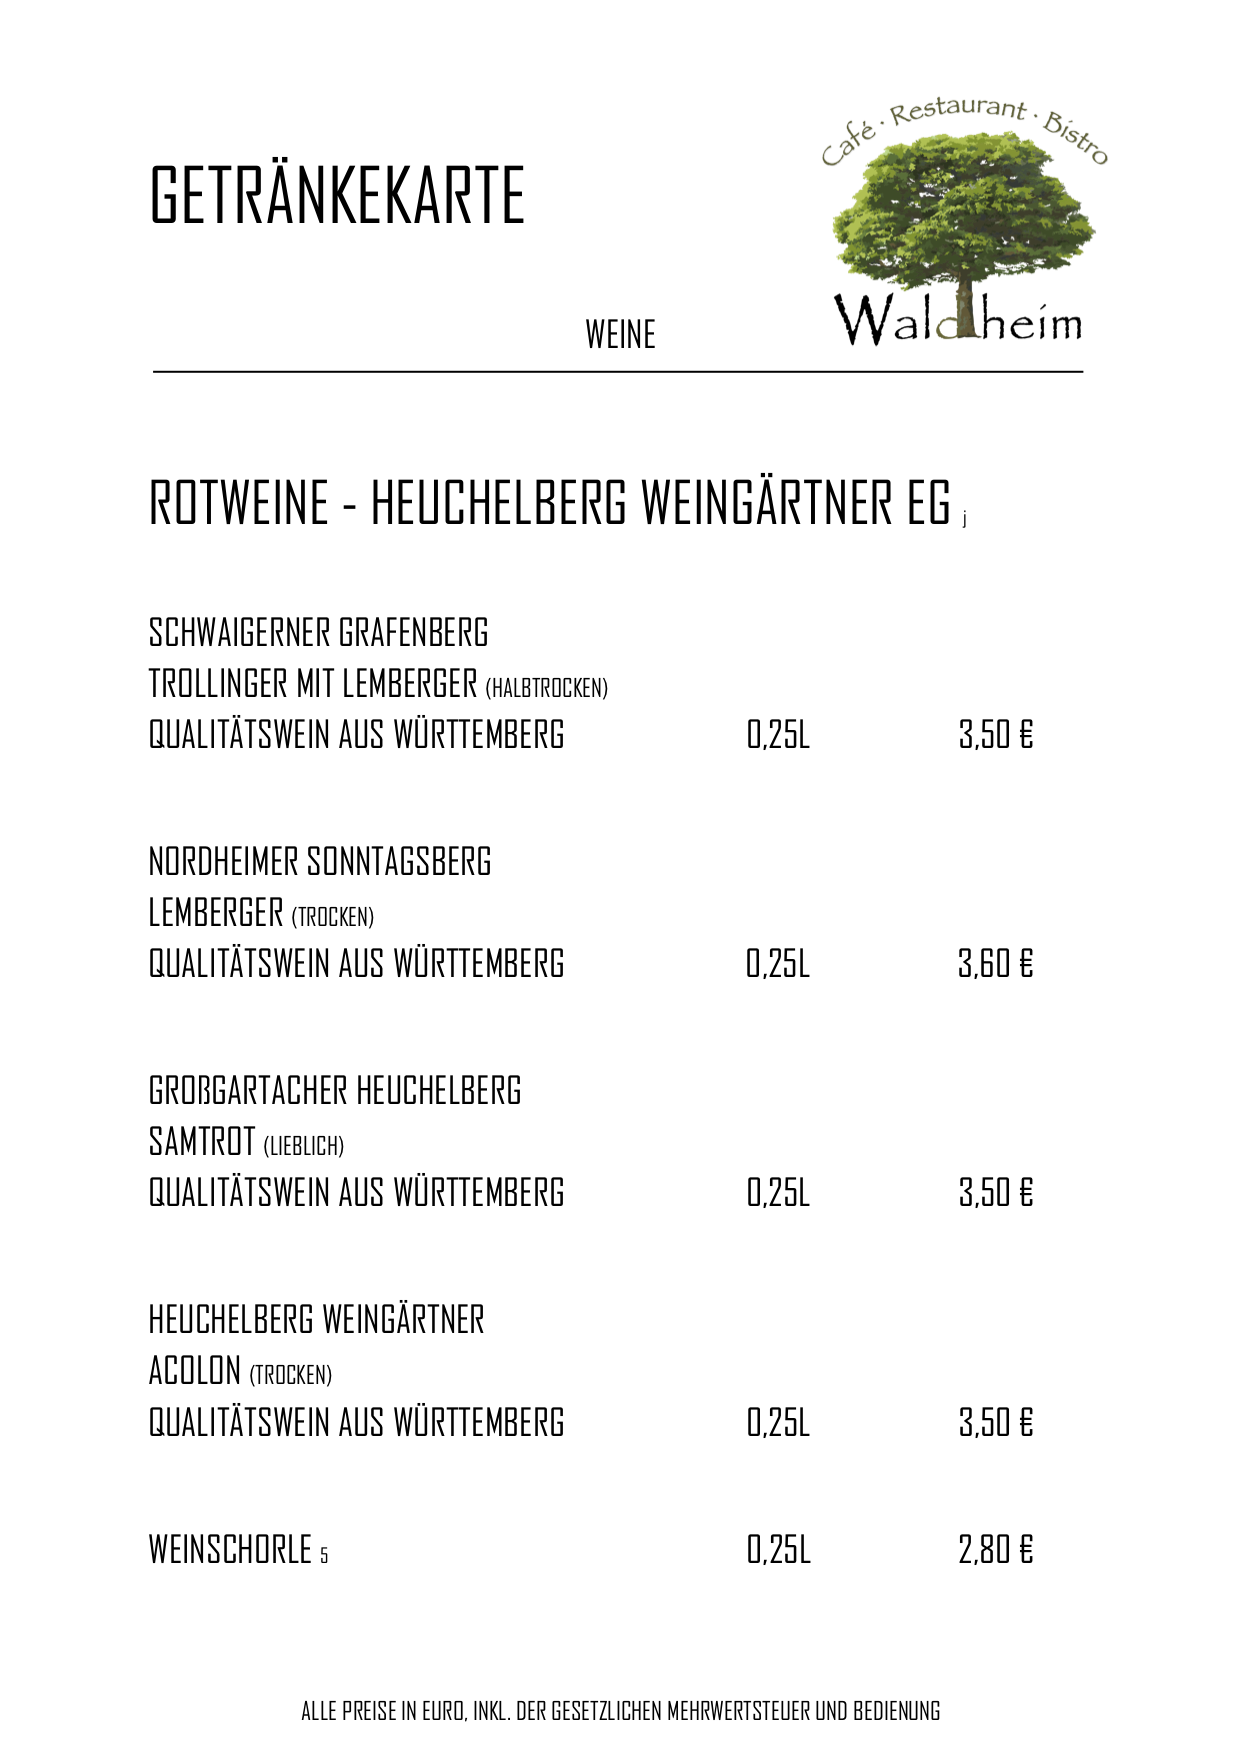 Café · Restaurant · Bistro
GETRÄNKEKARTE
Waldheim
WEINE
ROTWEINE - HEUCHELBERG WEINGÄRTNER EG j
SCHWAIGERNER GRAFENBERG
TROLLINGER MIT LEMBERGER (HALBTROCKEN)
QUALITÄTSWEIN AUS WÜRTTEMBERG 0,25L 3,50 €
NORDHEIMER SONNTAGSBERG
LEMBERGER (TROCKEN)
QUALITÄTSWEIN AUS WÜRTTEMBERG 0,25L 3,60 €
GROßGARTACHER HEUCHELBERG
SAMTROT (LIEBLICH)
QUALITÄTSWEIN AUS WÜRTTEMBERG 0,25L 3,50 €
HEUCHELBERG WEINGÄRTNER
ACOLON (TROCKEN)
QUALITÄTSWEIN AUS WÜRTTEMBERG 0,25L 3,50 €
WEINSCHORLE 5 0,25L 2,80 €
ALLE PREISE IN EURO, INKL. DER GESETZLICHEN MEHRWERTSTEUER UND BEDIENUNG